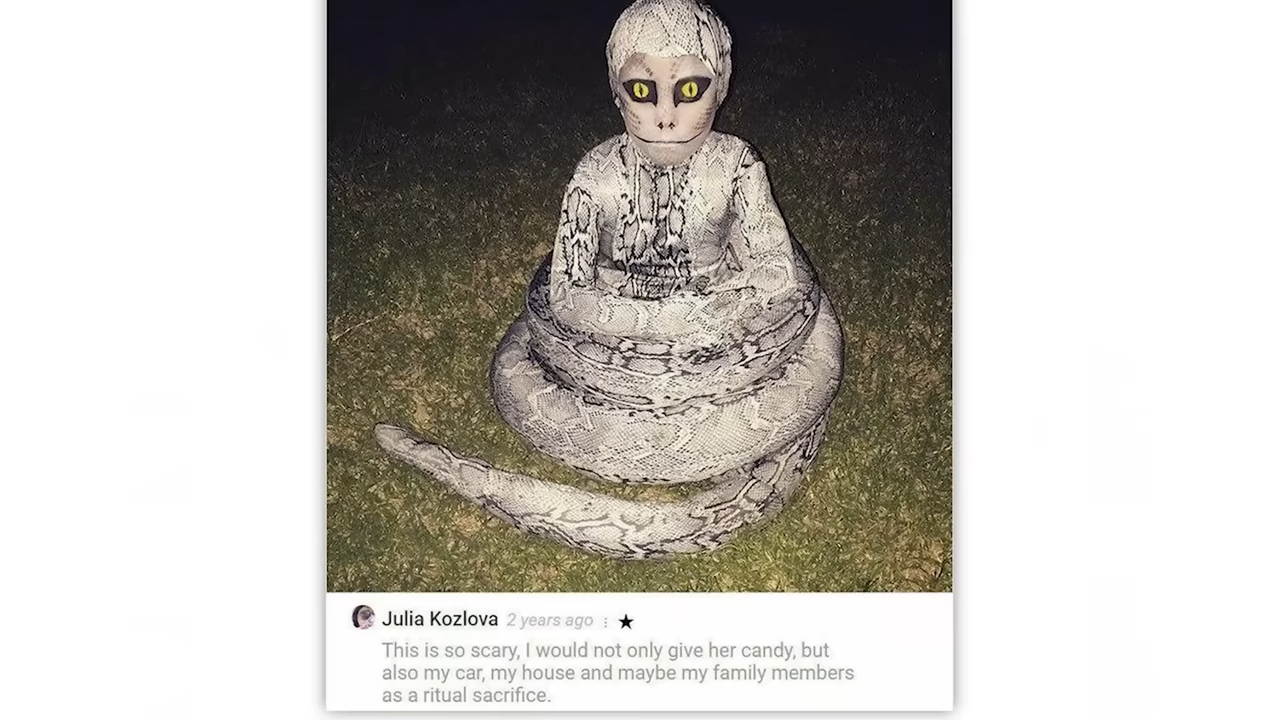 Julia Kozlova 2 years ago
This is so scary, I would not only give her candy, but
also my car, my house and maybe my family members
as a ritual sacrifice.